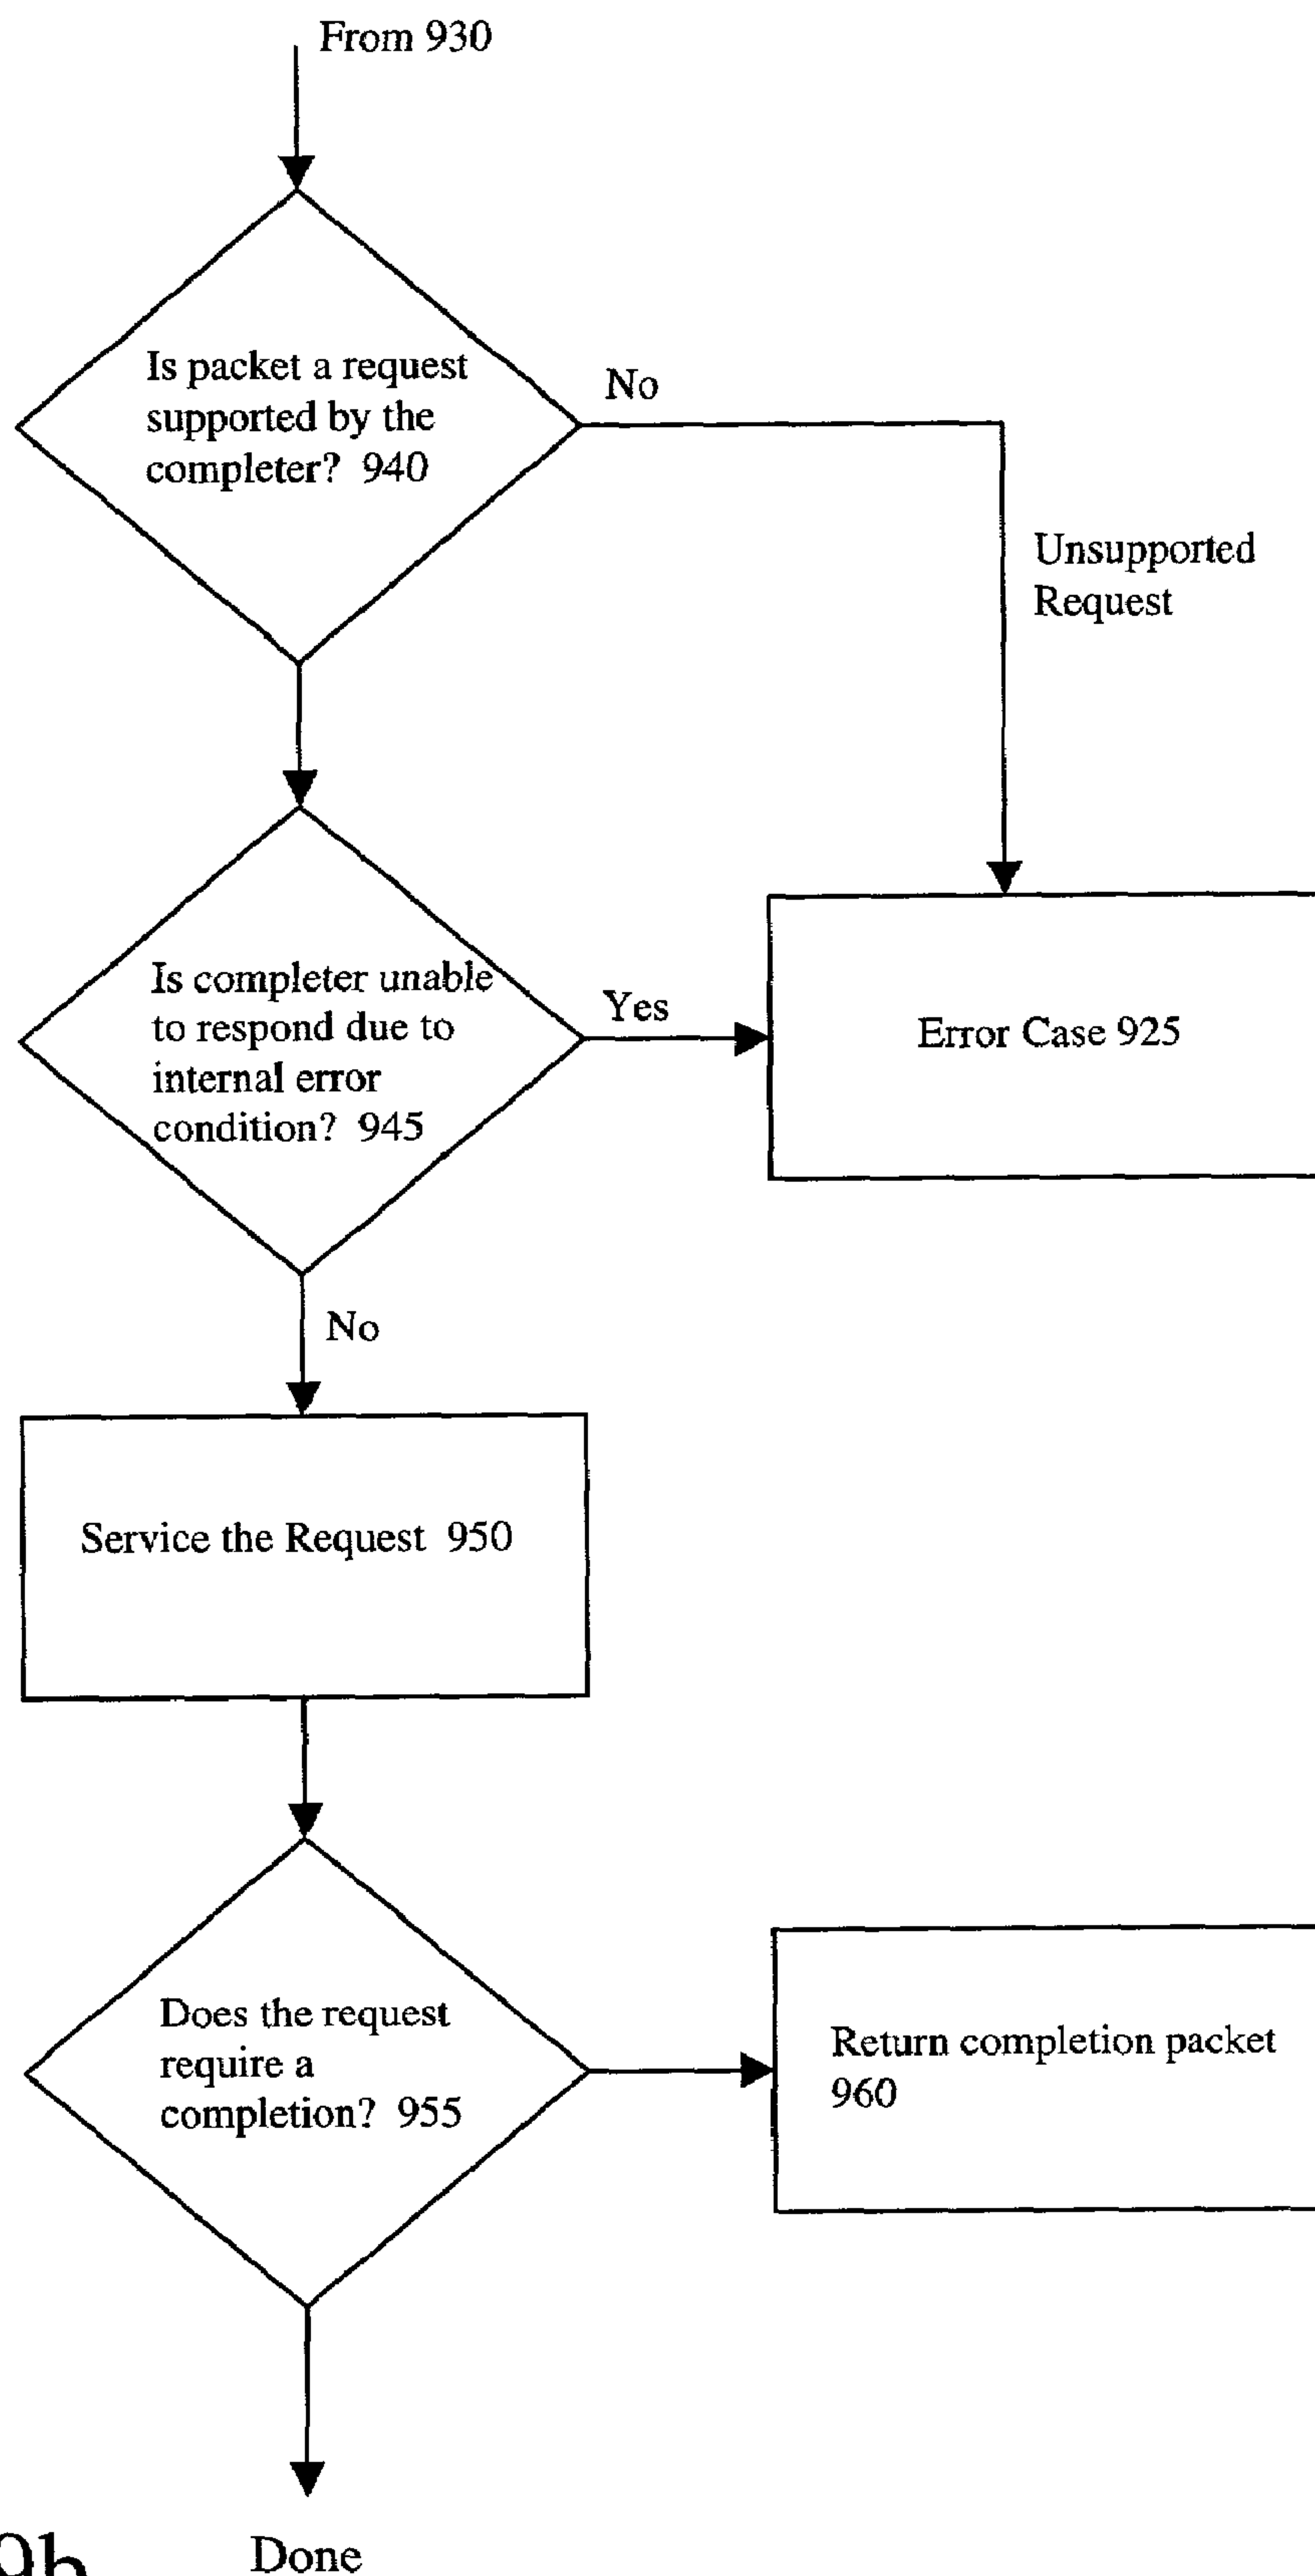 From 930
Is packet a request
supported by the
completer? 940
No
Unsupported
Request
Is completer unable
to respond due to
internal error
condition? 945
Yes
Error Case 925
No
Service the Request 950
Does the request
require a
completion? 955
Return completion packet
960
Done
9b